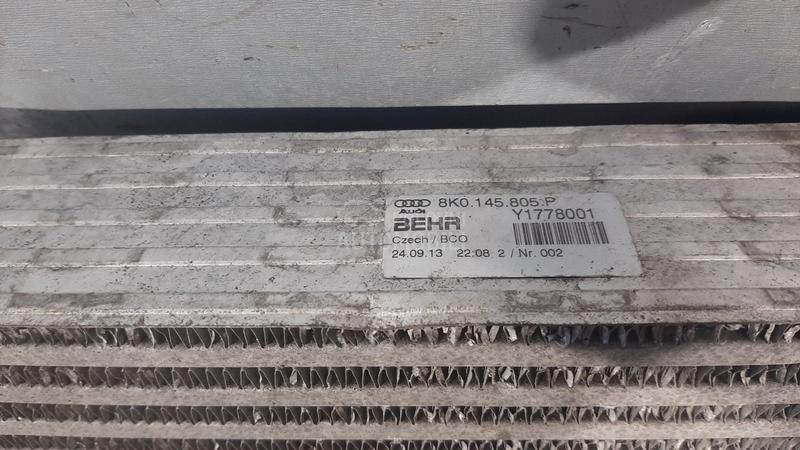 8K0.145.805.P
Audi
Y1778001
BEHR
Czech / BCO
24.09.13 22:08 2 / Nr. 002